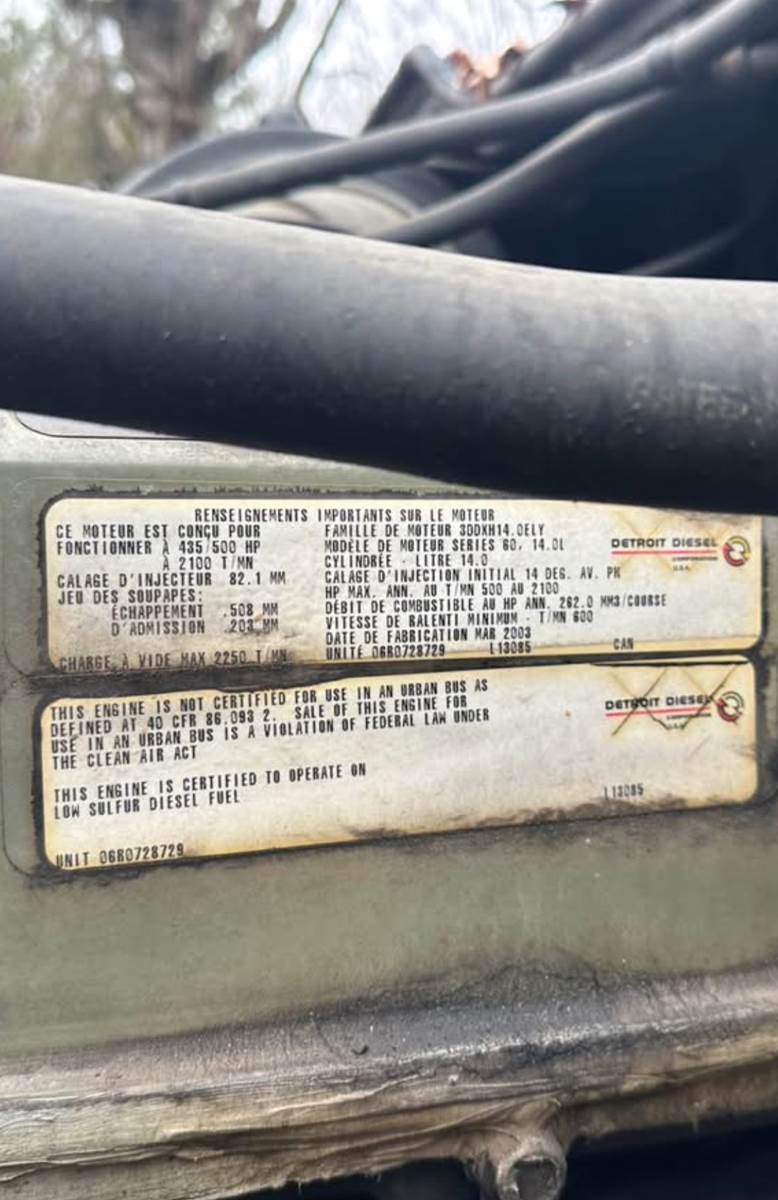 RENSEIGNEMENTS IMPORTANTS SUR LE MOTEUR
CE MOTEUR EST CONÇU POUR
FONCTIONNER À 435/500 HP
À 2100 T/MN
CALAGE D'INJECTEUR 82.1 MM
JEU DES SOUPAPES:
ÉCHAPPEMENT .508 MM
D'ADMISSION .203 MM
CHARGE À VIDE MAX 2250 T/MN
FAMILLE DE MOTEUR 3DDXH14.0ELY
MODÈLE DE MOTEUR SERIES 60, 14.0L
CYLINDRÉE - LITRE 14.0
CALAGE D'INJECTION INITIAL 14 DEG. AV. PM
HP MAX. ANN. AU T/MN 500 AU 2100
DÉBIT DE COMBUSTIBLE AU HP ANN. 262.0 MM3/COURSE
VITESSE DE RALENTI MINIMUM - T/MN 600
DATE DE FABRICATION MAR 2003
UNITÉ 06R0728729 L13085 CAN
DETROIT DIESEL
CORPORATION
U.S.A.
THIS ENGINE IS NOT CERTIFIED FOR USE IN AN URBAN BUS AS
DEFINED AT 40 CFR 86.093 2. SALE OF THIS ENGINE FOR
USE IN AN URBAN BUS IS A VIOLATION OF FEDERAL LAW UNDER
THE CLEAN AIR ACT
THIS ENGINE IS CERTIFIED TO OPERATE ON
LOW SULFUR DIESEL FUEL
DETROIT DIESEL
CORPORATION
U.S.A.
L13085
UNIT 06R0728729